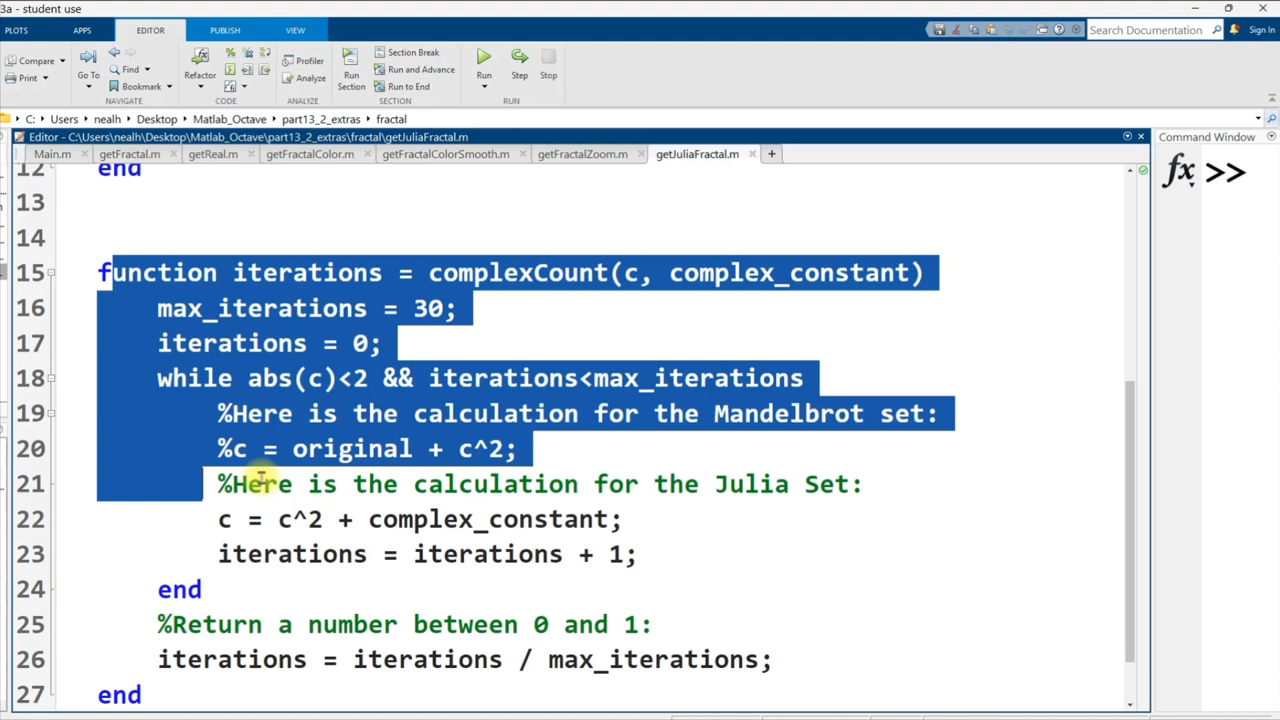 3a - student use
PLOTS APPS EDITOR PUBLISH VIEW
Search Documentation Sign In
Compare Print
Go To Find Bookmark
NAVIGATE
Refactor
CODE
Profiler Analyze
ANALYZE
Run Section Section Break Run and Advance Run to End
SECTION
Run Step Stop
RUN
C: Users nealh Desktop Matlab_Octave part13_2_extras fractal
Editor - C:\Users\nealh\Desktop\Matlab_Octave\part13_2_extras\fractal\getJuliaFractal.m
Command Window
Main.m getFractal.m getReal.m getFractalColor.m getFractalColorSmooth.m getFractalZoom.m getJuliaFractal.m
fx >>
12 end
13
14
15 function iterations = complexCount(c, complex_constant)
16 max_iterations = 30;
17 iterations = 0;
18 while abs(c)<2 && iterations<max_iterations
19 %Here is the calculation for the Mandelbrot set:
20 %c = original + c^2;
21 %Here is the calculation for the Julia Set:
22 c = c^2 + complex_constant;
23 iterations = iterations + 1;
24 end
25 %Return a number between 0 and 1:
26 iterations = iterations / max_iterations;
27 end